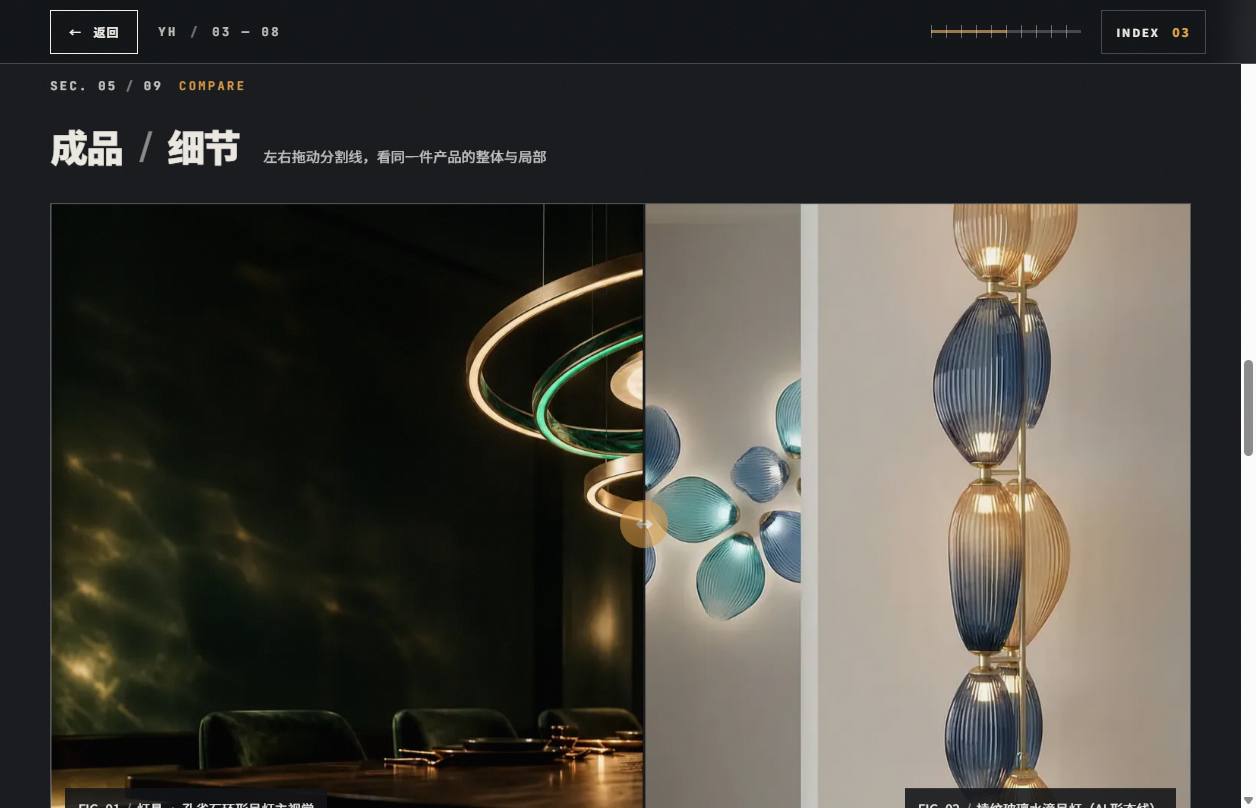 ← 返回
YH / 03 — 08
INDEX 03
SEC. 05 / 09 COMPARE
成品 / 细节
左右拖动分割线，看同一件产品的整体与局部